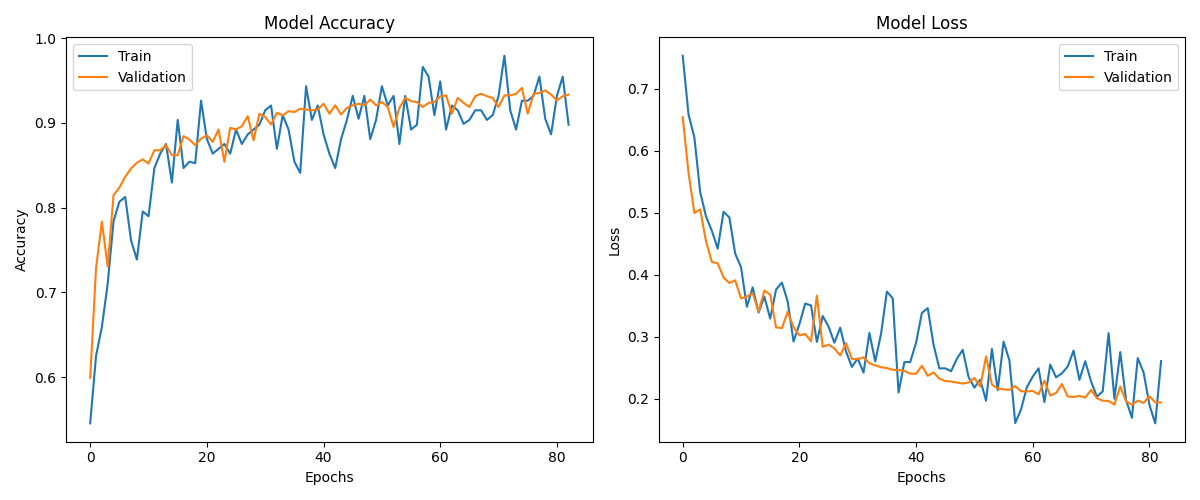 Model Accuracy
Train
Validation
1.0
0.9
0.8
0.7
0.6
Accuracy
0 20 40 60 80
Epochs
Model Loss
Train
Validation
0.7
0.6
0.5
0.4
0.3
0.2
Loss
0 20 40 60 80
Epochs